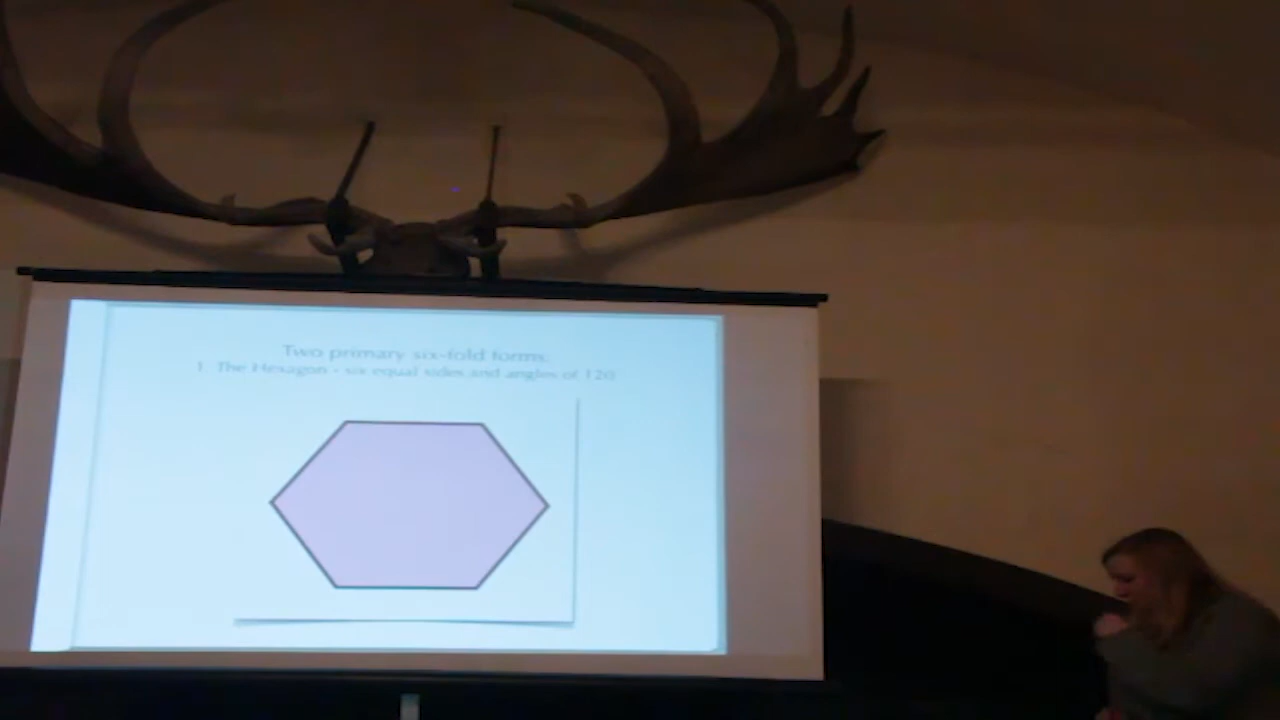 Two primary six-fold forms.
1. The Hexagon - six equal sides and angles of 120